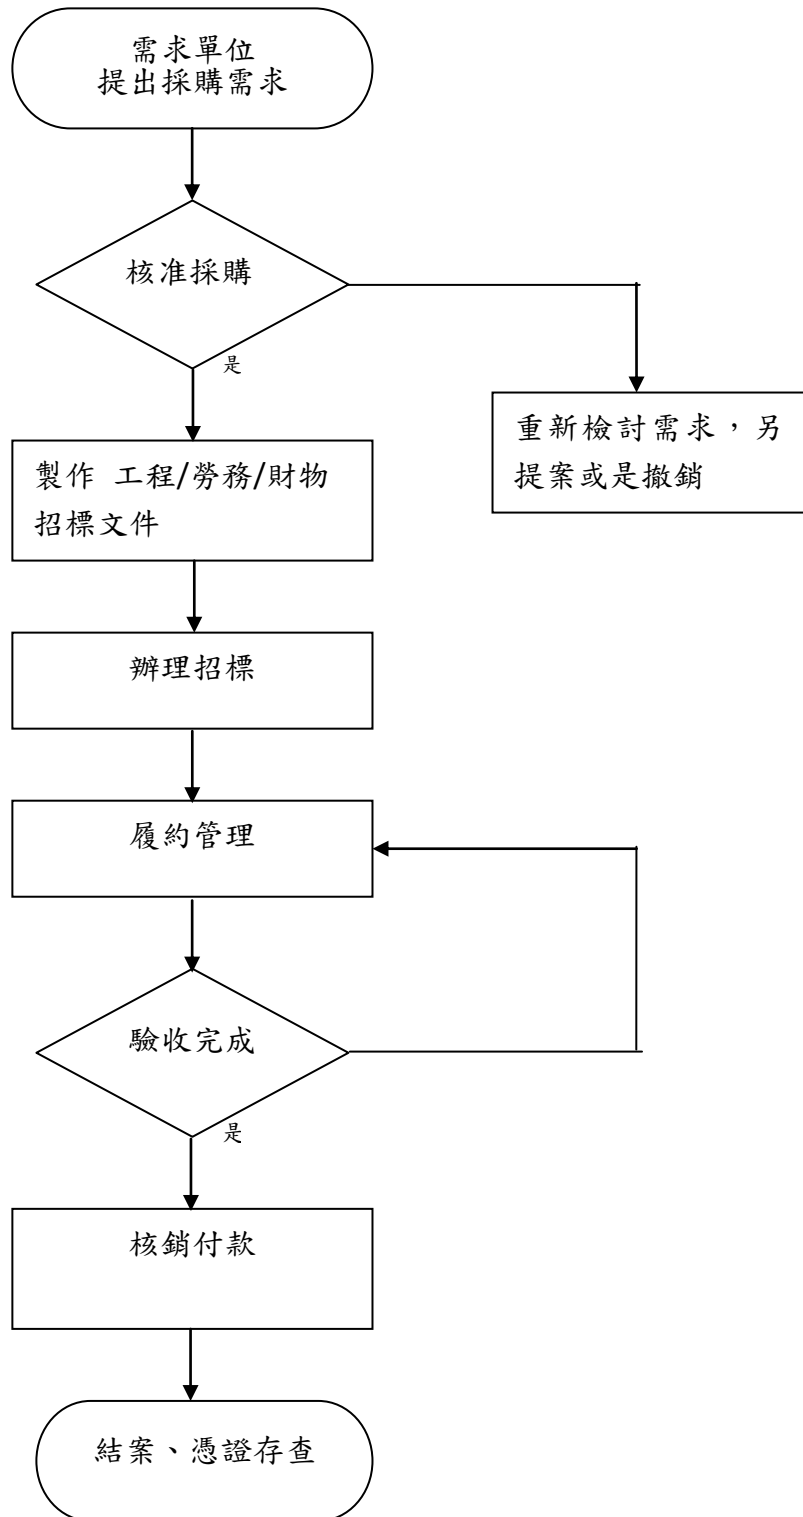 需求單位
提出採購需求
核准採購
是
重新檢討需求，另
提案或是撤銷
製作 工程/勞務/財物
招標文件
辦理招標
履約管理
驗收完成
是
核銷付款
結案、憑證存查